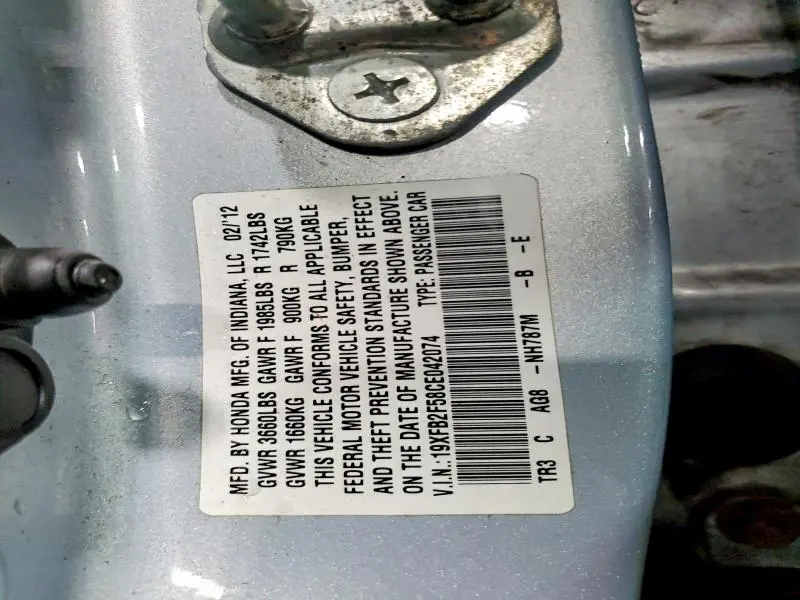 MFD. BY HONDA MFG. OF INDIANA, LLC 02/'12
GVWR 3660LBS GAWR F 1985LBS R 1742LBS
GVWR 1660KG GAWR F 900KG R 790KG
THIS VEHICLE CONFORMS TO ALL APPLICABLE
FEDERAL MOTOR VEHICLE SAFETY, BUMPER,
AND THEFT PREVENTION STANDARDS IN EFFECT
ON THE DATE OF MANUFACTURE SHOWN ABOVE.
V.I.N.: 19XFB2F58CE042074 TYPE: PASSENGER CAR
TR3 C AG8 -NH787M -B -E